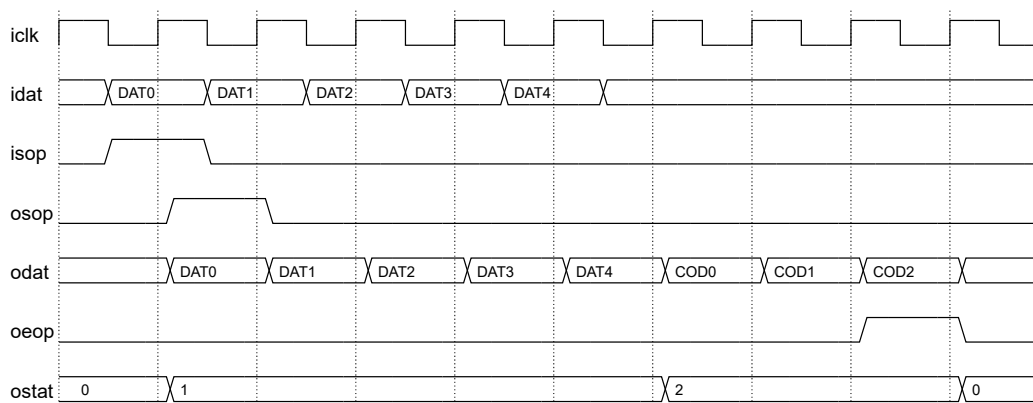 iclk
idat DAT0 DAT1 DAT2 DAT3 DAT4
isop
osop
odat DAT0 DAT1 DAT2 DAT3 DAT4 COD0 COD1 COD2
oeop
ostat 0 1 2 0